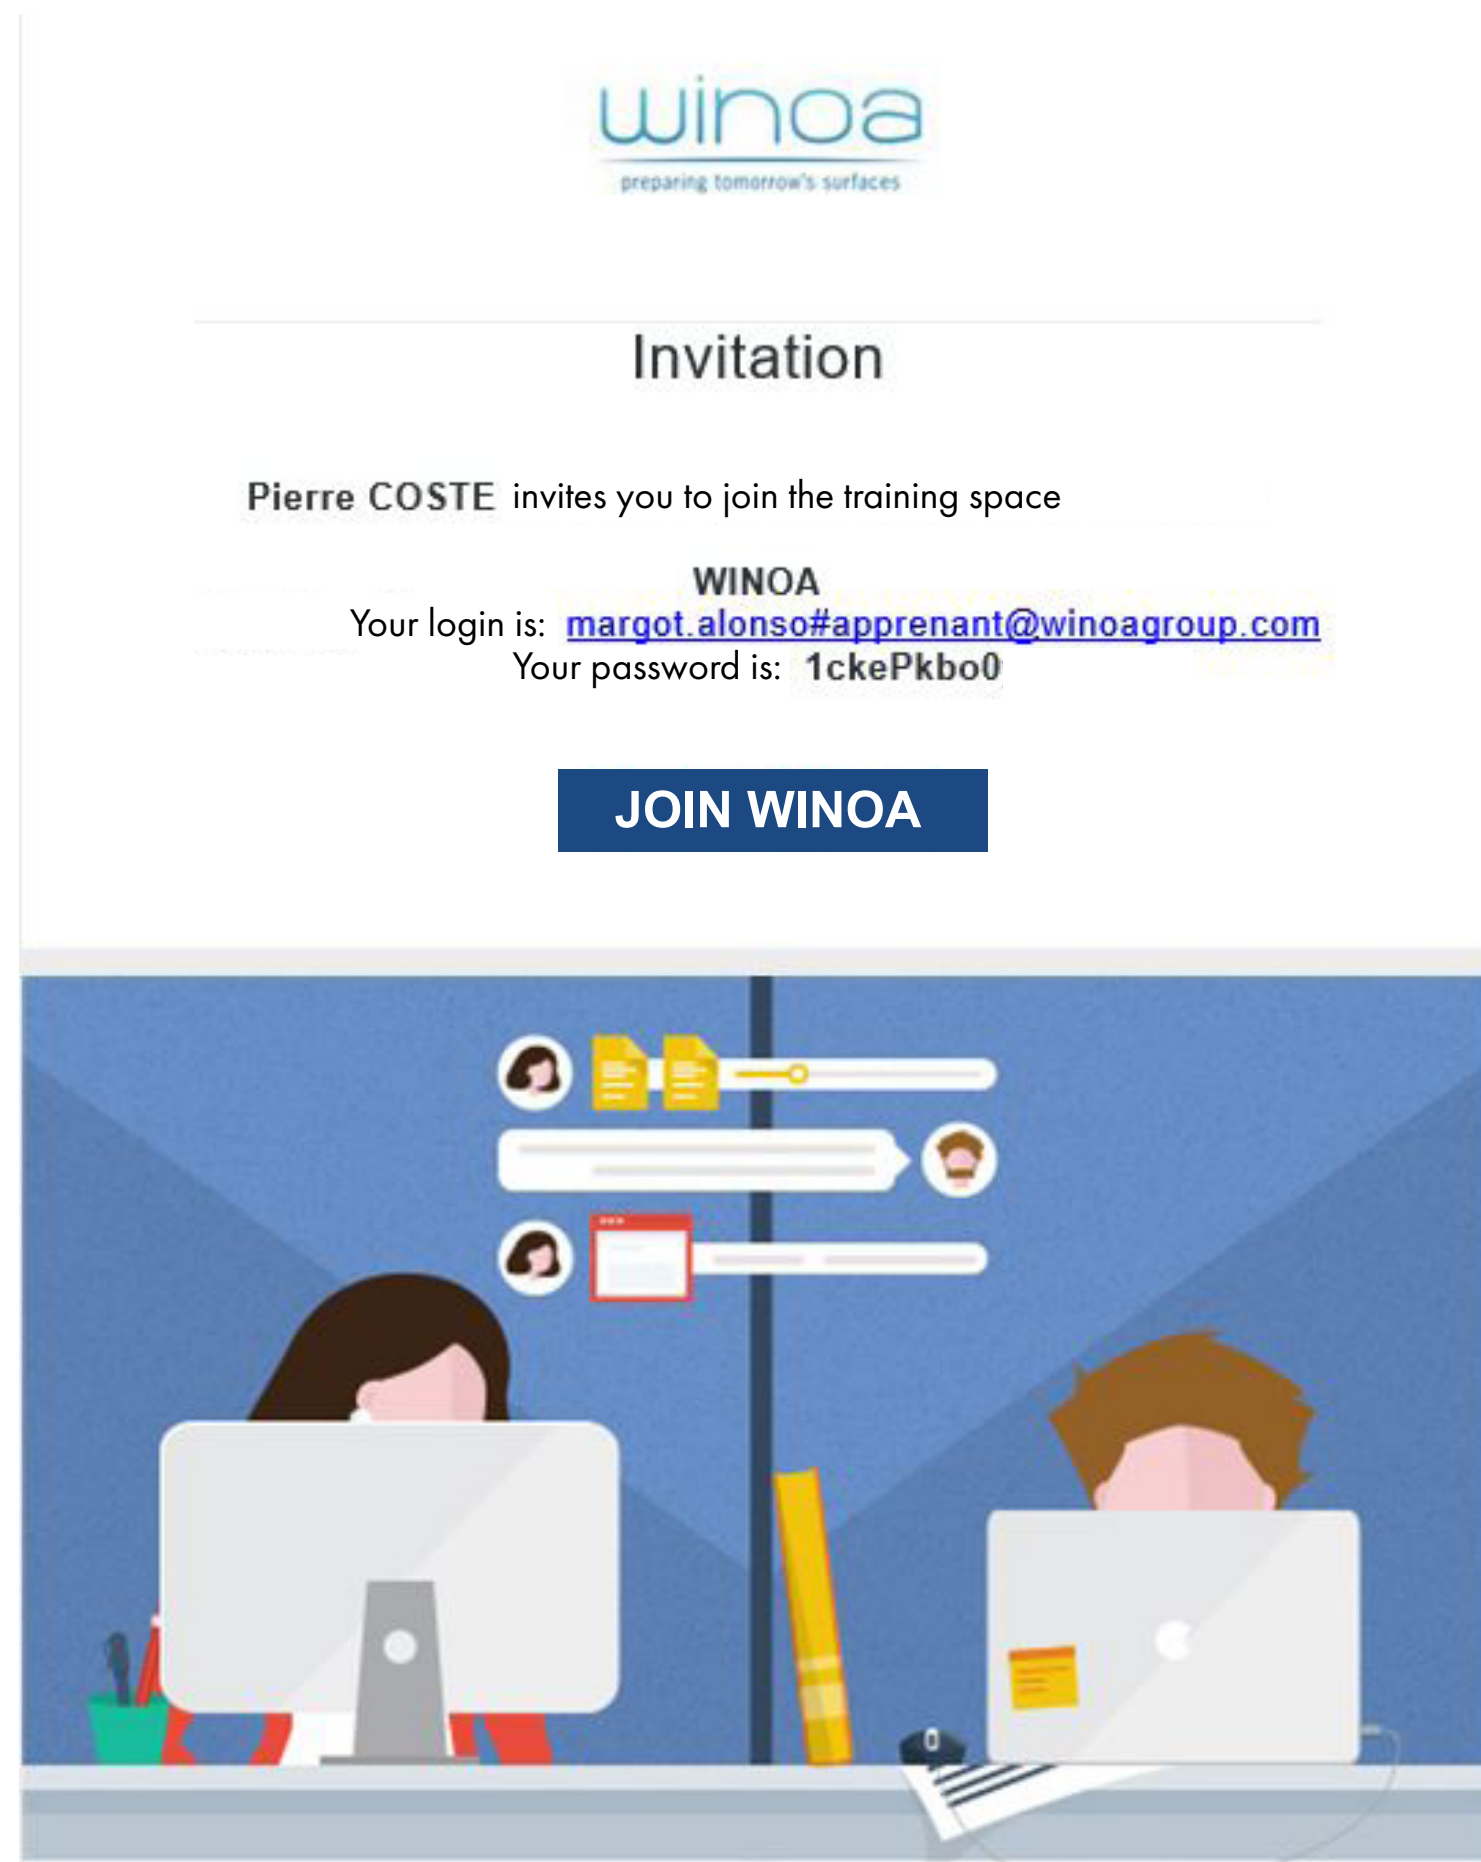 winoa
preparing tomorrow's surfaces
Invitation
Pierre COSTE invites you to join the training space
WINOA
Your login is: margot.alonso#apprenant@winoagroup.com
Your password is: 1ckePkbo0
JOIN WINOA